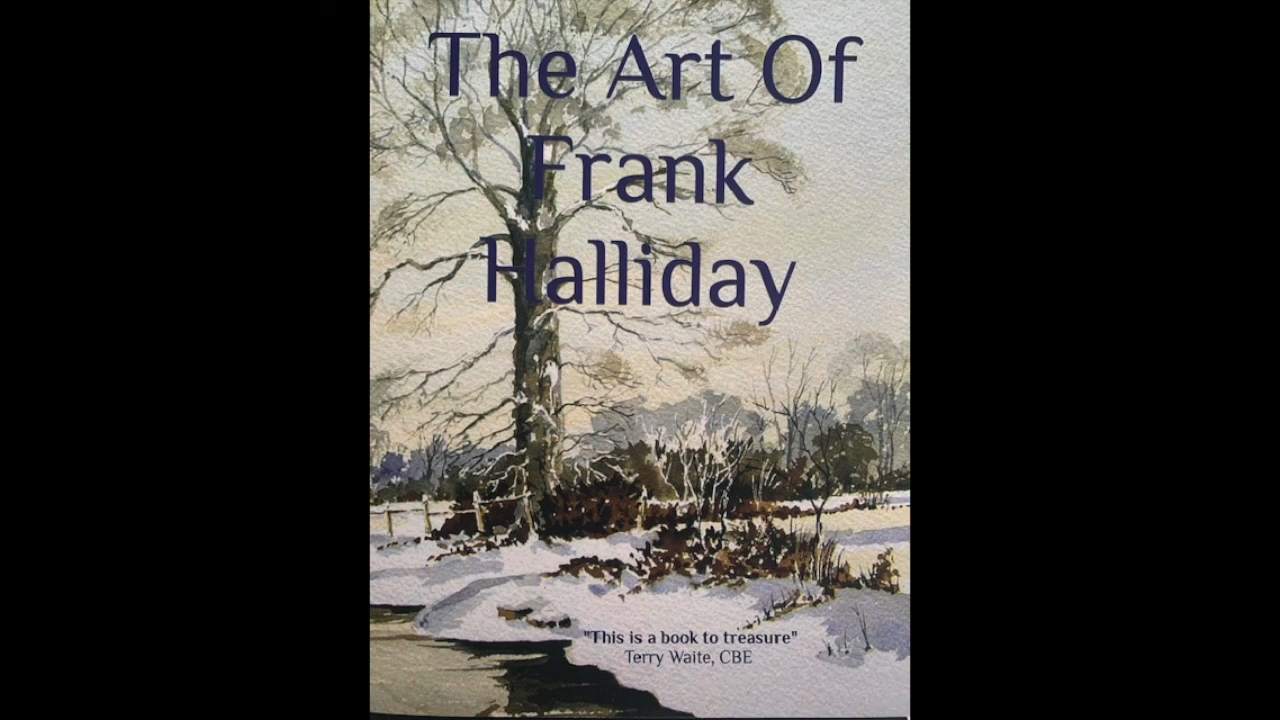 The Art Of
Frank
Halliday
"This is a book to treasure"
Terry Waite, CBE